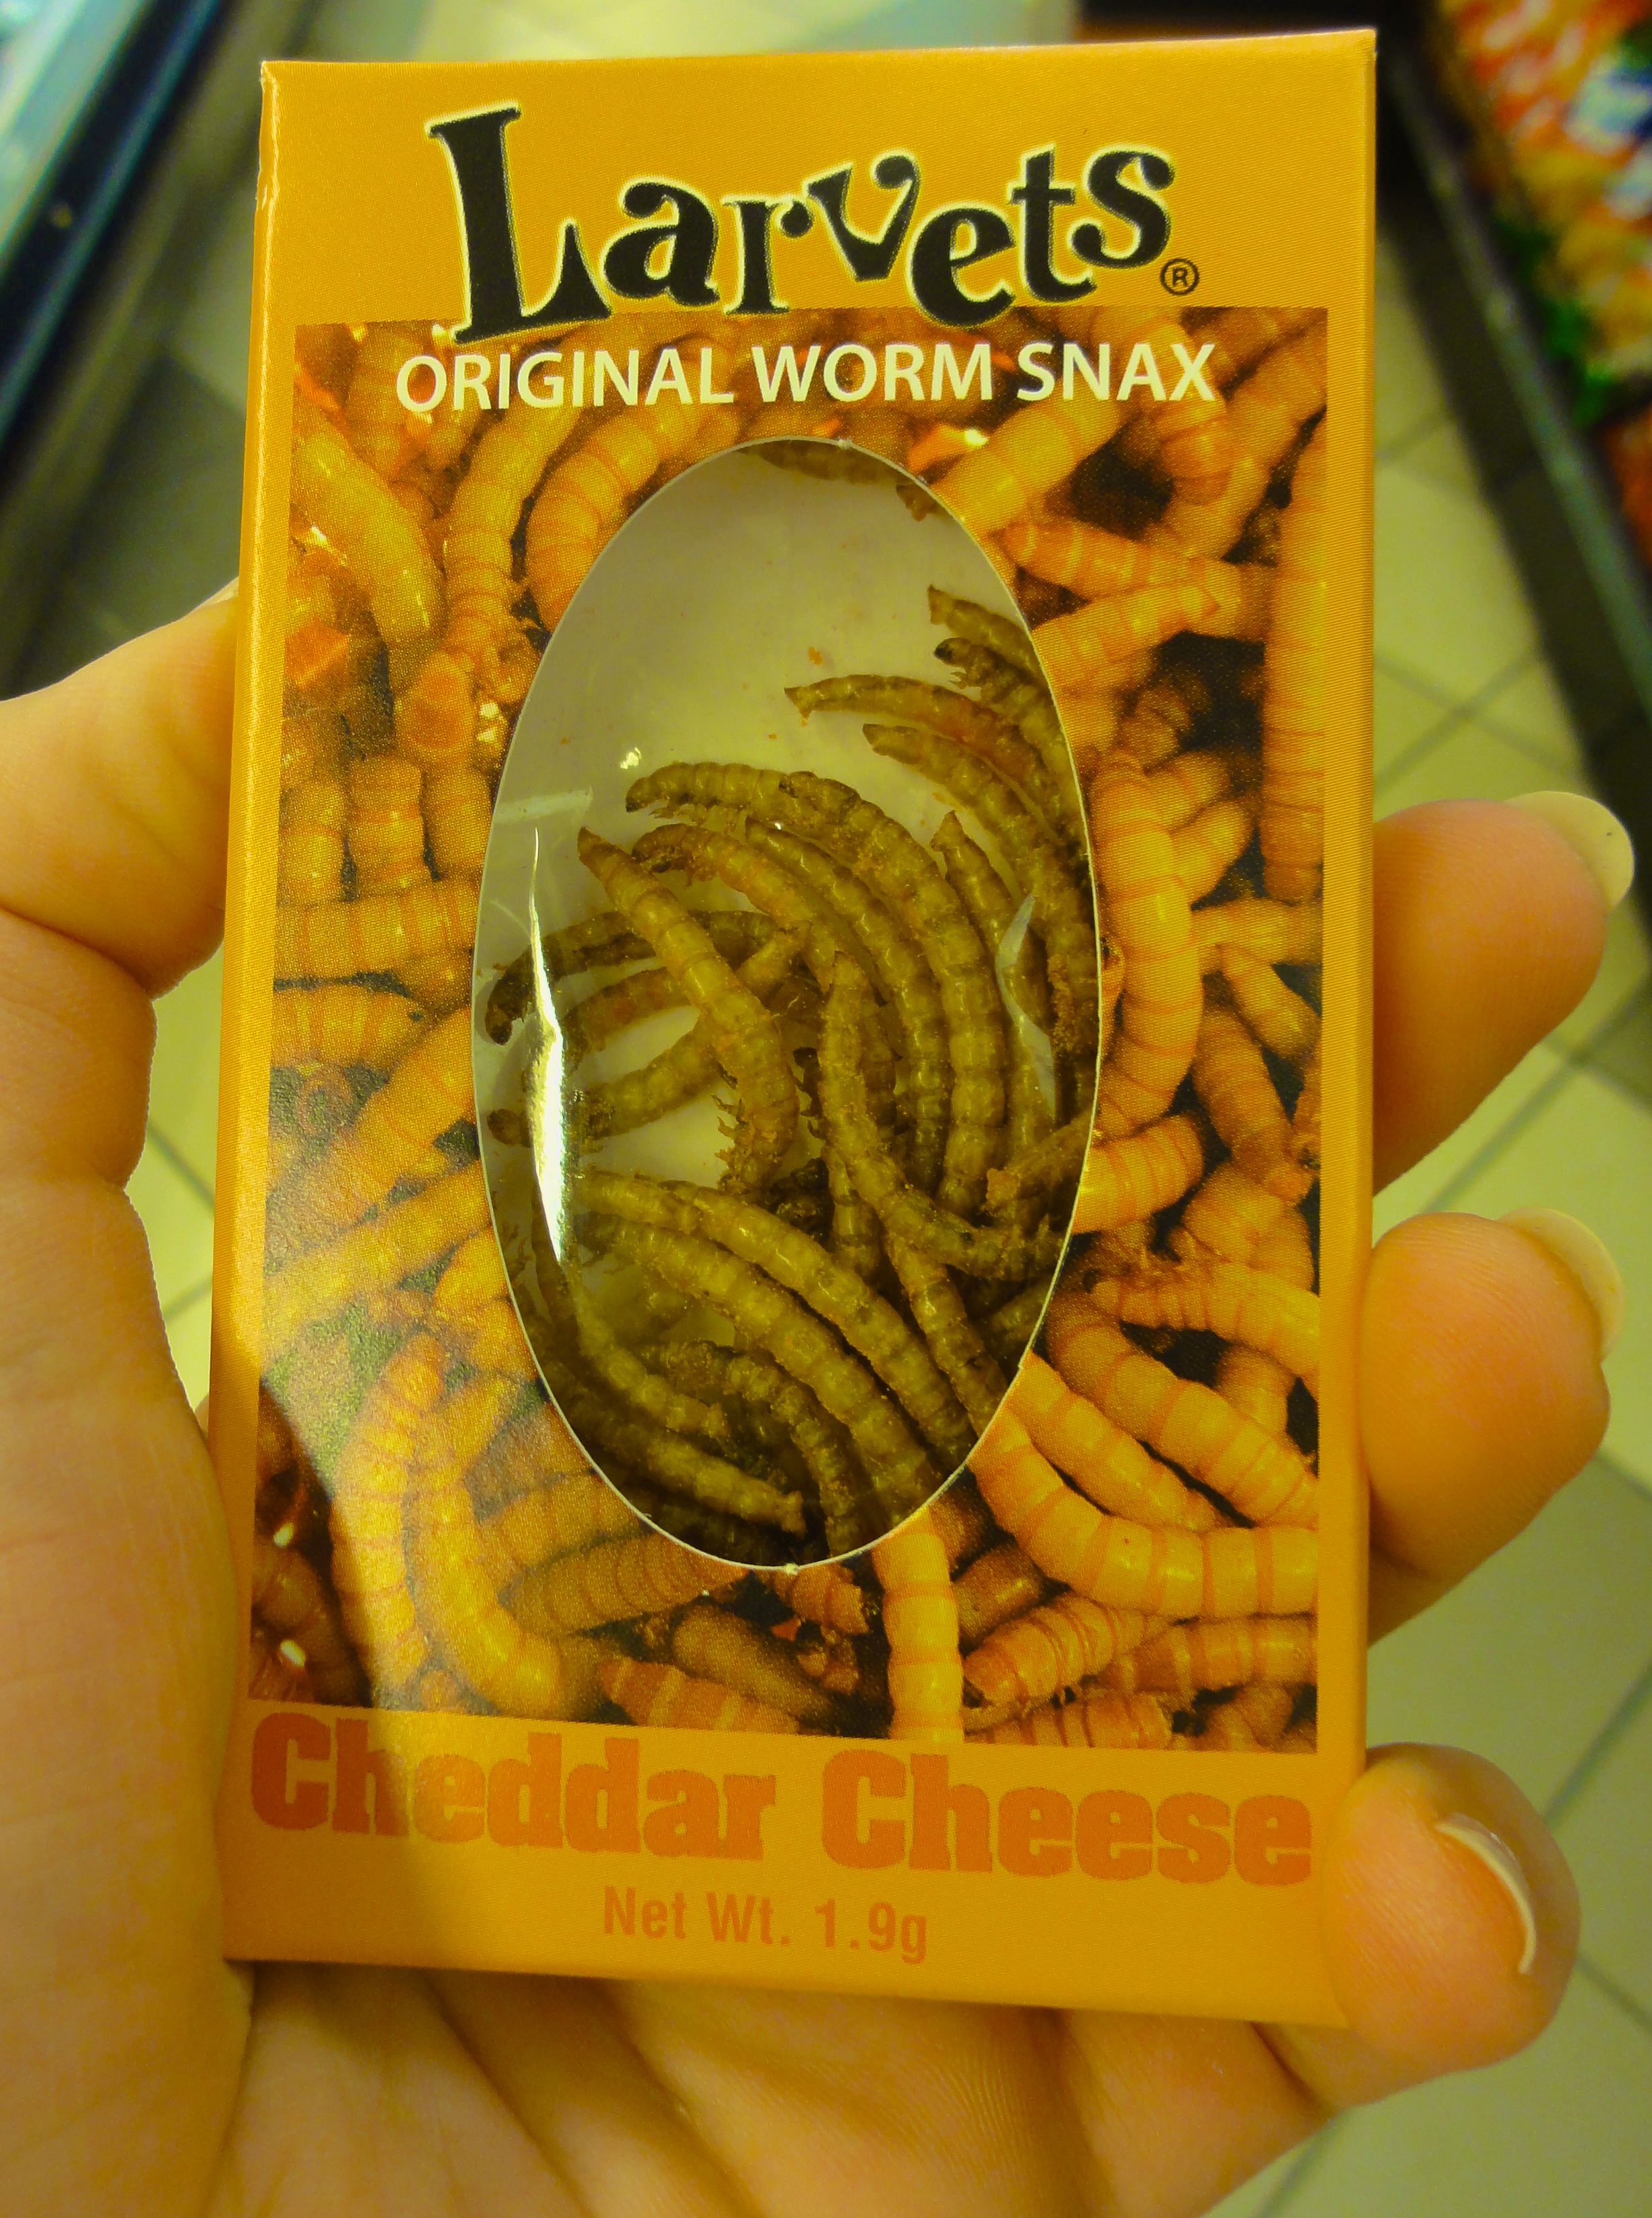 Larvets®
ORIGINAL WORM SNAX
Cheddar Cheese
Net Wt. 1.9g